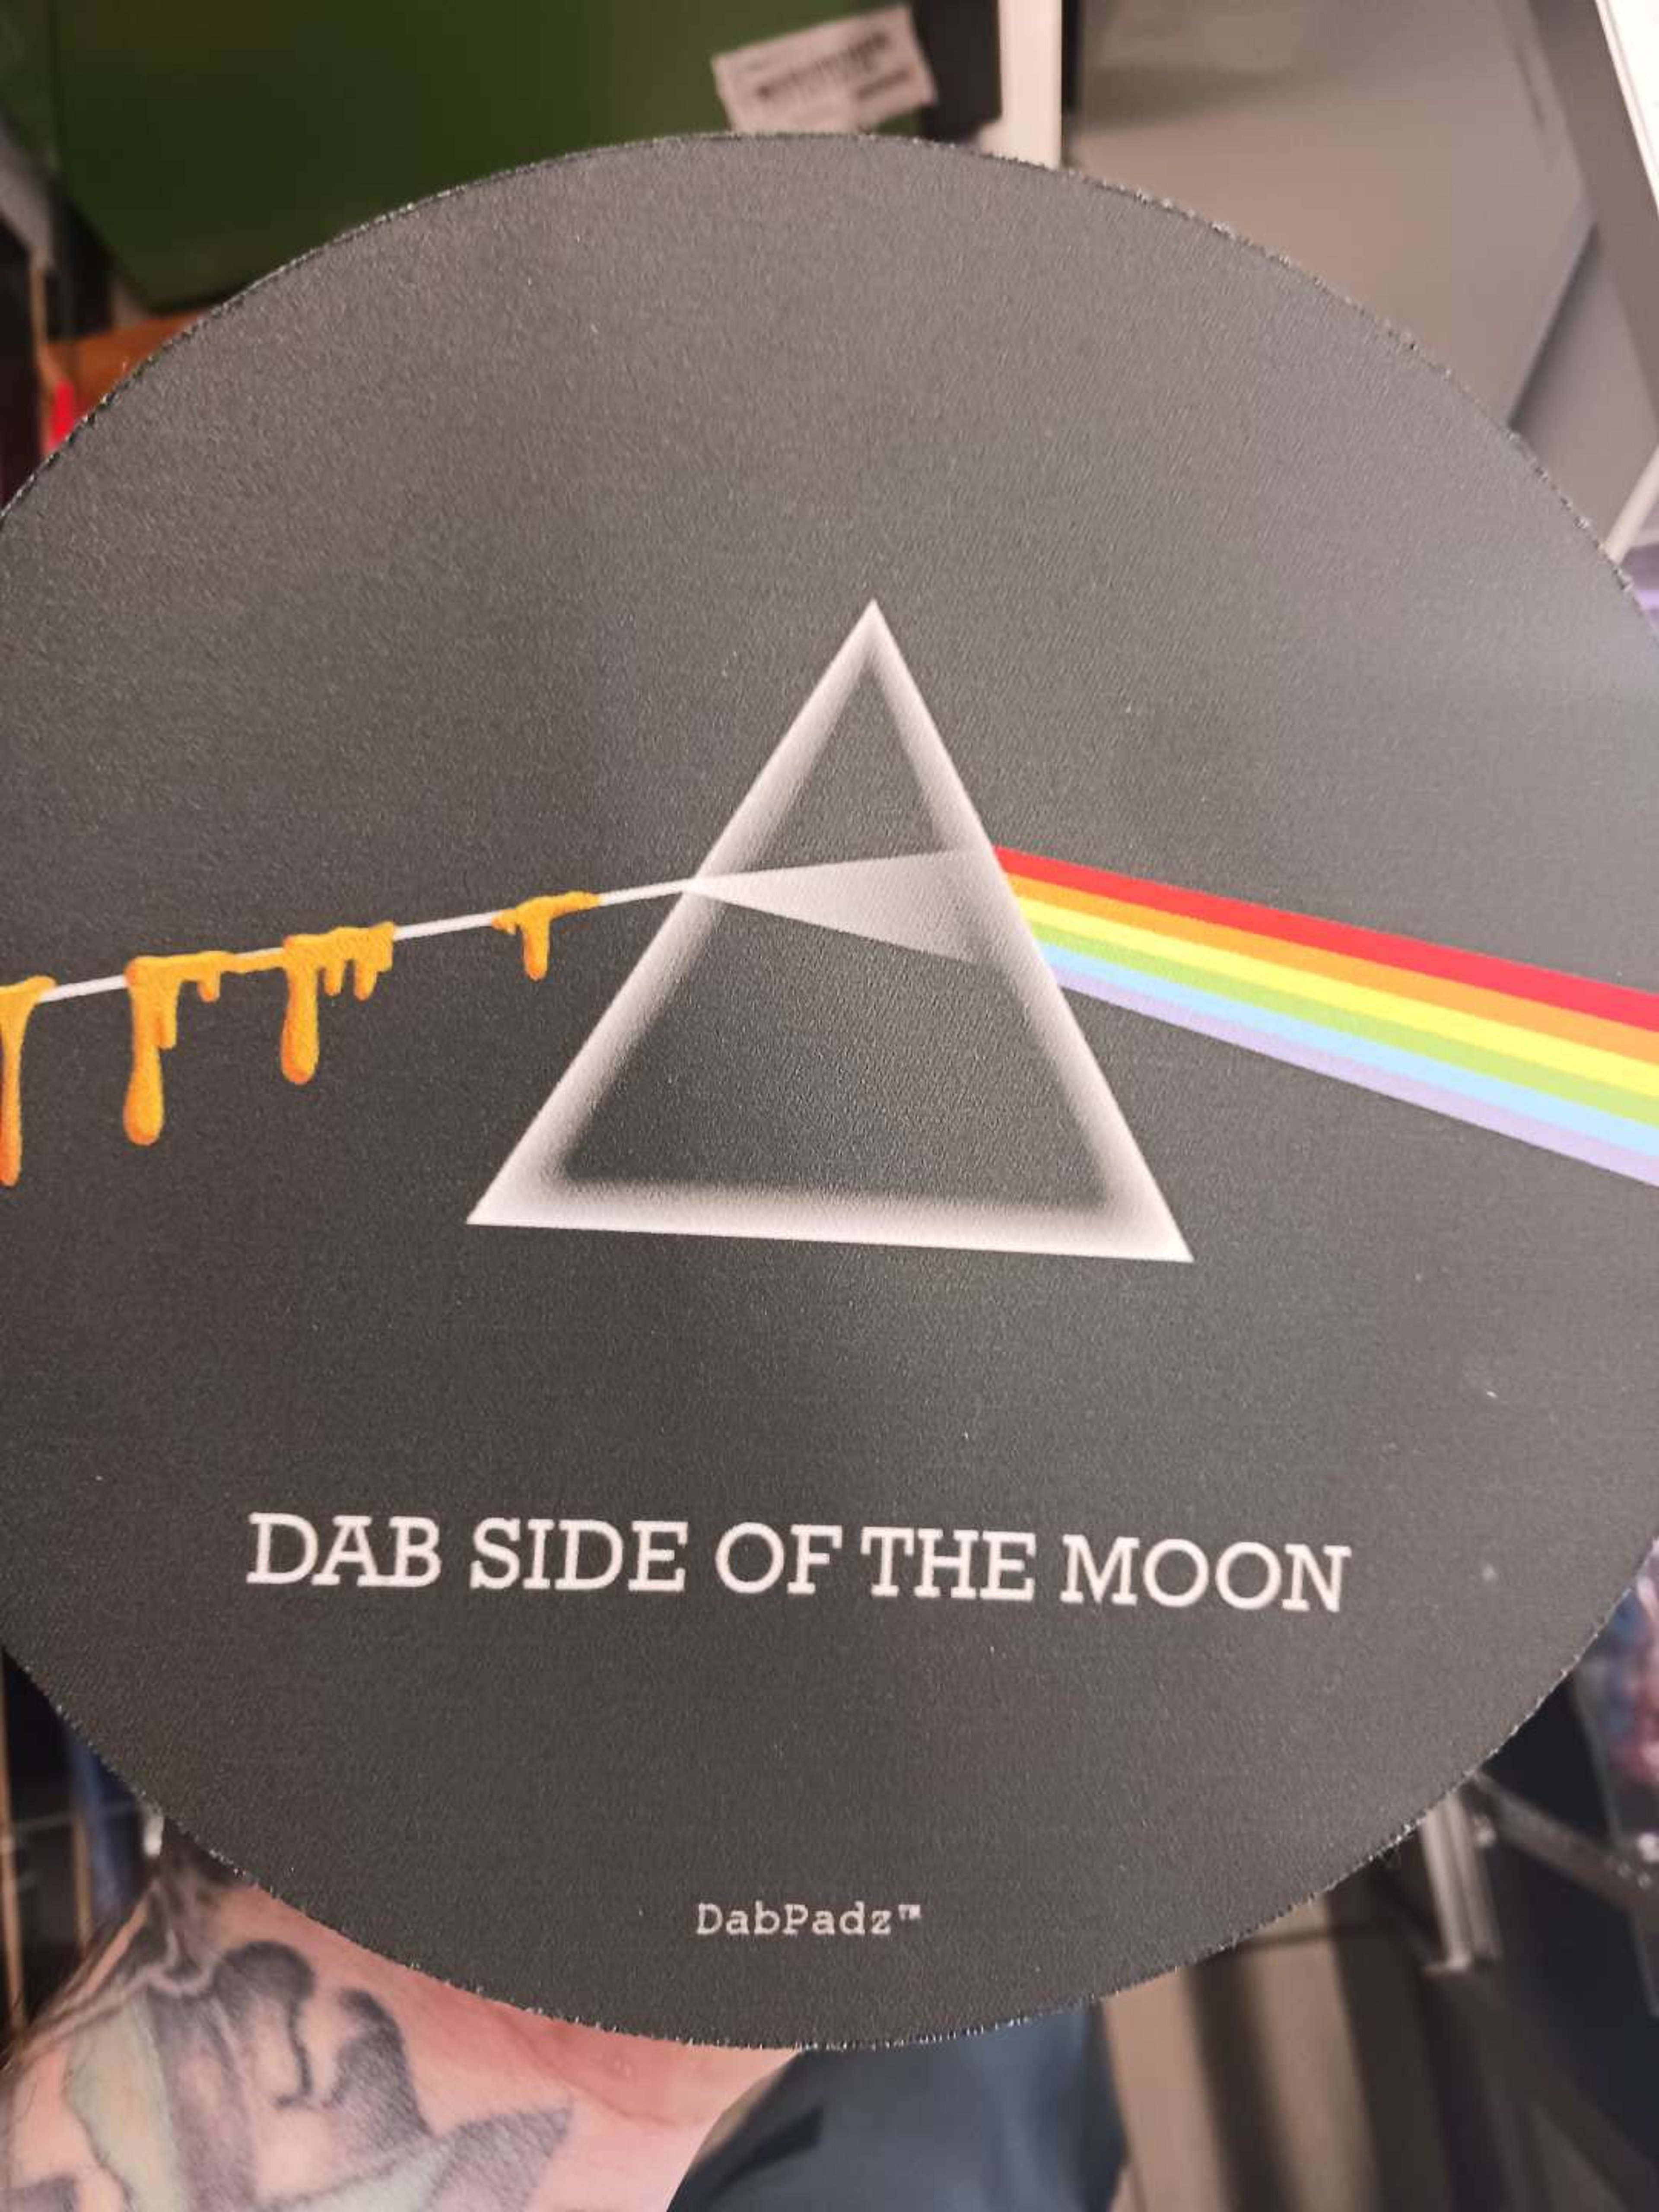 DAB SIDE OF THE MOON
DabPadz™